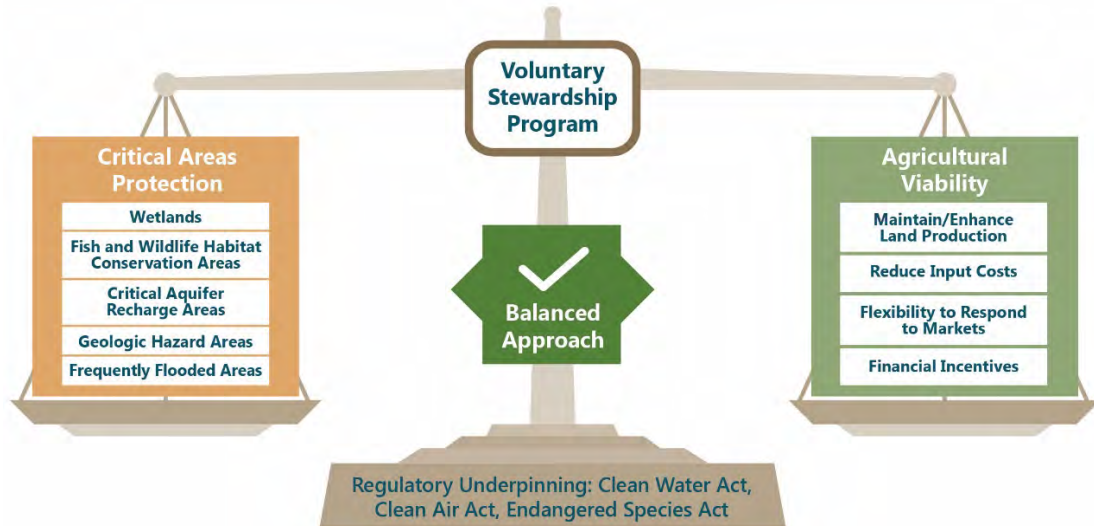 Voluntary
Stewardship
Program
Critical Areas
Protection
Wetlands
Fish and Wildlife Habitat
Conservation Areas
Critical Aquifer
Recharge Areas
Geologic Hazard Areas
Frequently Flooded Areas
Balanced
Approach
Agricultural
Viability
Maintain/Enhance
Land Production
Reduce Input Costs
Flexibility to Respond
to Markets
Financial Incentives
Regulatory Underpinning: Clean Water Act,
Clean Air Act, Endangered Species Act